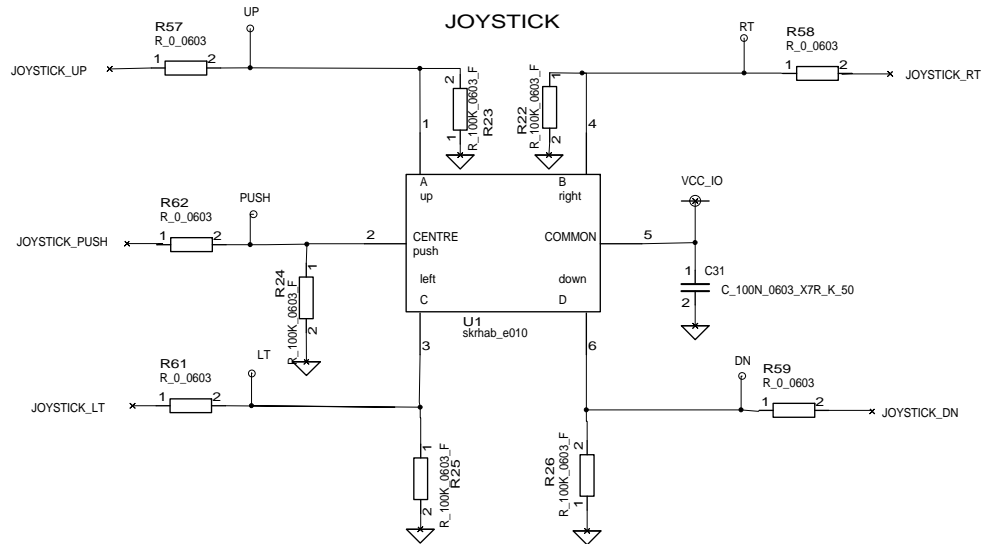 JOYSTICK
R57
R_0_0603
1 2
JOYSTICK_UP
UP
2
1
R_100K_0603_F
R23
1
RT
R58
R_0_0603
1 2
JOYSTICK_RT
1
2
R22
R_100K_0603_F
4
A
up
B
right
VCC_IO
R62
R_0_0603
1 2
JOYSTICK_PUSH
PUSH
2
CENTRE
push
COMMON
5
left
C
down
D
U1
skrhab_e010
1
2
R24
R_100K_0603_F
1
2
C31
C_100N_0603_X7R_K_50
3
6
R61
R_0_0603
1 2
JOYSTICK_LT
LT
DN
R59
R_0_0603
1 2
JOYSTICK_DN
1
2
R_100K_0603_F
R25
2
1
R26
R_100K_0603_F